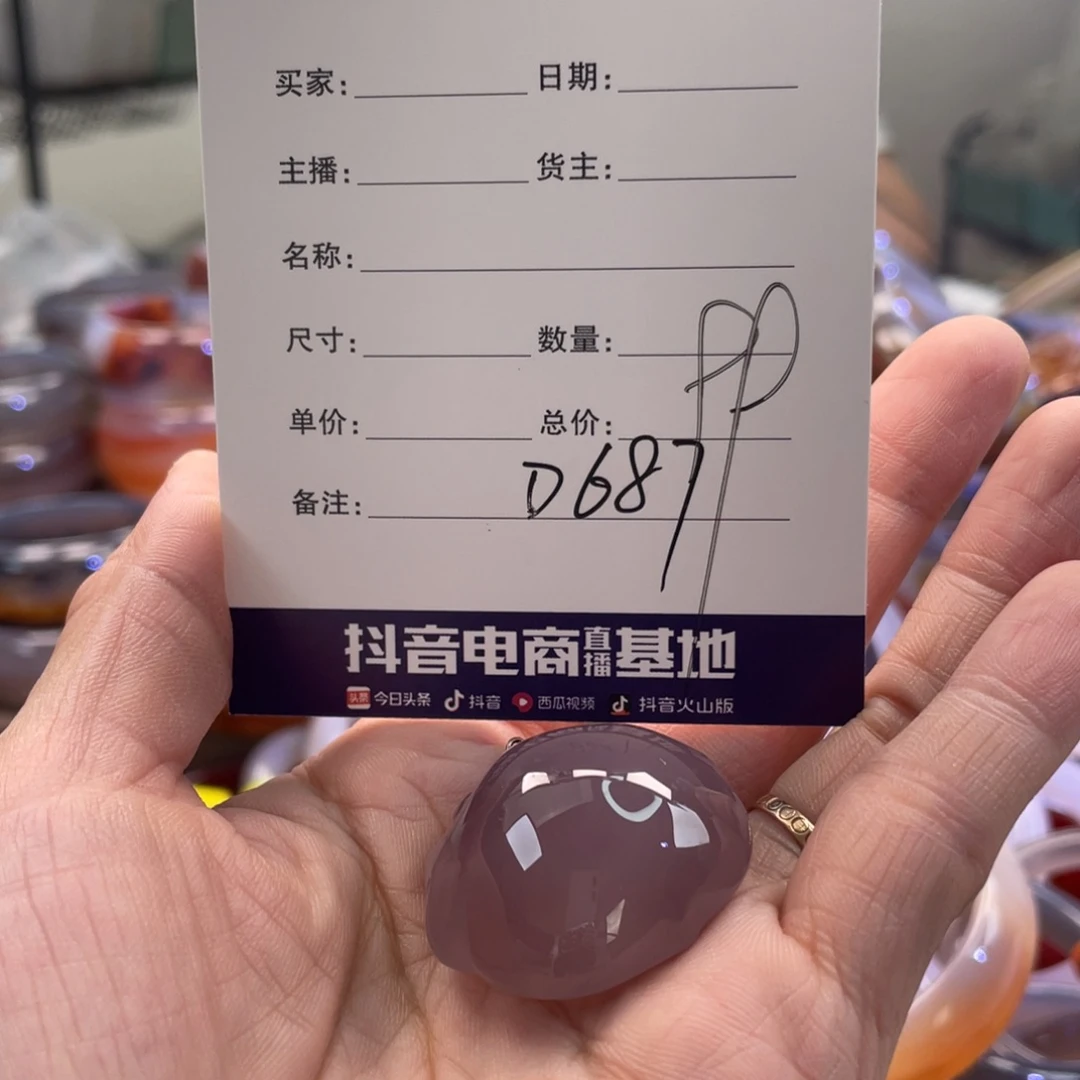 买家: 日期:
主播: 货主:
名称:
尺寸: 数量:
单价: 总价:
备注: D687
抖音电商直播基地
头条 今日头条 抖音 西瓜视频 抖音火山版